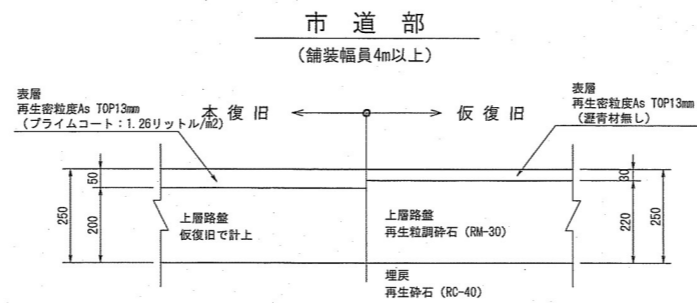 市道部
(舗装幅員4m以上)
表層
再生密粒度As TOP13mm
(プライムコート：1.26リットル/m2)
本復旧
仮復旧
表層
再生密粒度As TOP13mm
(瀝青材無し)
50
200
250
上層路盤
仮復旧で計上
上層路盤
再生粒調砕石 (RM-30)
30
220
250
埋戻
再生砕石 (RC-40)